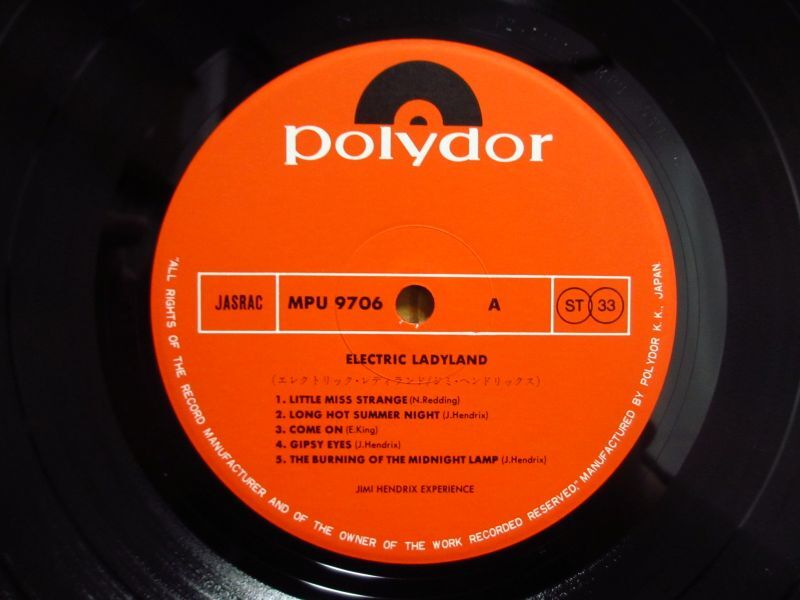 polydor
JASRAC MPU 9706 A ST 33
ELECTRIC LADYLAND
(エレクトリック・レディランド/ジミ・ヘンドリックス)
1. LITTLE MISS STRANGE (N.Redding)
2. LONG HOT SUMMER NIGHT (J.Hendrix)
3. COME ON (E.King)
4. GIPSY EYES (J.Hendrix)
5. THE BURNING OF THE MIDNIGHT LAMP (J.Hendrix)
JIMI HENDRIX EXPERIENCE
"ALL RIGHTS OF THE RECORD MANUFACTURER AND OF THE OWNER OF THE WORK RECORDED RESERVED." MANUFACTURED BY POLYDOR K.K., JAPAN.